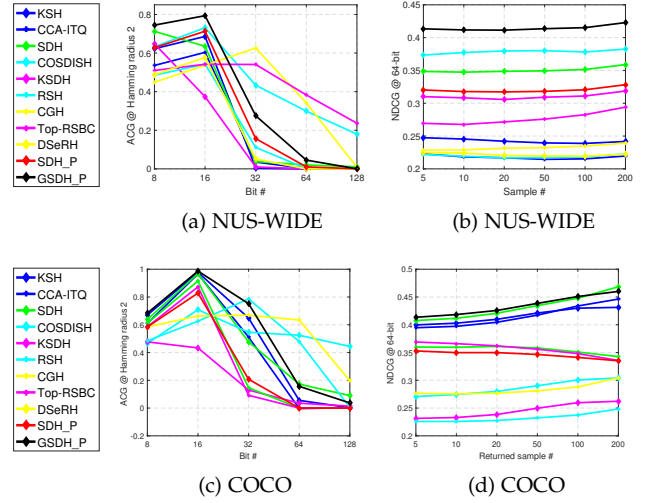 KSH
CCA-ITQ
SDH
COSDISH
KSDH
RSH
CGH
Top-RSBC
DSeRH
SDH_P
GSDH_P
ACG @ Hamming radius 2
0.8
0.6
0.4
0.2
0
8 16 32 64 128
Bit #
(a) NUS-WIDE
NDCG @ 64-bit
0.45
0.4
0.35
0.3
0.25
0.2
5 10 20 50 100 200
Sample #
(b) NUS-WIDE
KSH
CCA-ITQ
SDH
COSDISH
KSDH
RSH
CGH
Top-RSBC
DSeRH
SDH_P
GSDH_P
ACG @ Hamming radius 2
1
0.8
0.6
0.4
0.2
0
-0.2
8 16 32 64 128
Bit #
(c) COCO
NDCG @ 64-bit
0.5
0.45
0.4
0.35
0.3
0.25
0.2
5 10 20 50 100 200
Returned sample #
(d) COCO